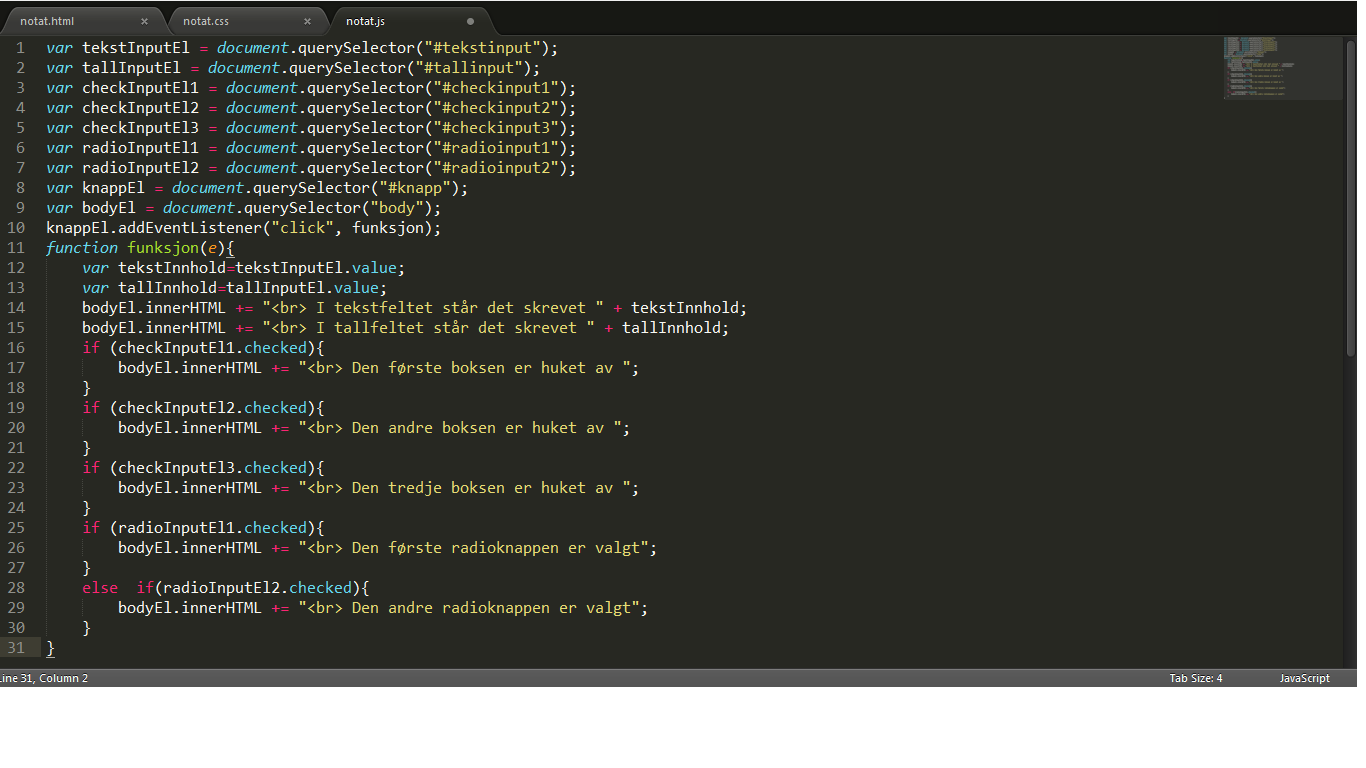 notat.html × notat.css × notat.js
1 var tekstInputEl = document.querySelector("#tekstinput");
2 var tallInputEl = document.querySelector("#tallinput");
3 var checkInputEl1 = document.querySelector("#checkinput1");
4 var checkInputEl2 = document.querySelector("#checkinput2");
5 var checkInputEl3 = document.querySelector("#checkinput3");
6 var radioInputEl1 = document.querySelector("#radioinput1");
7 var radioInputEl2 = document.querySelector("#radioinput2");
8 var knappEl = document.querySelector("#knapp");
9 var bodyEl = document.querySelector("body");
10 knappEl.addEventListener("click", funksjon);
11 function funksjon(e){
12     var tekstInnhold=tekstInputEl.value;
13     var tallInnhold=tallInputEl.value;
14     bodyEl.innerHTML += "<br> I tekstfeltet står det skrevet " + tekstInnhold;
15     bodyEl.innerHTML += "<br> I tallfeltet står det skrevet " + tallInnhold;
16     if (checkInputEl1.checked){
17         bodyEl.innerHTML += "<br> Den første boksen er huket av ";
18     }
19     if (checkInputEl2.checked){
20         bodyEl.innerHTML += "<br> Den andre boksen er huket av ";
21     }
22     if (checkInputEl3.checked){
23         bodyEl.innerHTML += "<br> Den tredje boksen er huket av ";
24     }
25     if (radioInputEl1.checked){
26         bodyEl.innerHTML += "<br> Den første radioknappen er valgt";
27     }
28     else  if(radioInputEl2.checked){
29         bodyEl.innerHTML += "<br> Den andre radioknappen er valgt";
30     }
31 }
Line 31, Column 2 Tab Size: 4 JavaScript